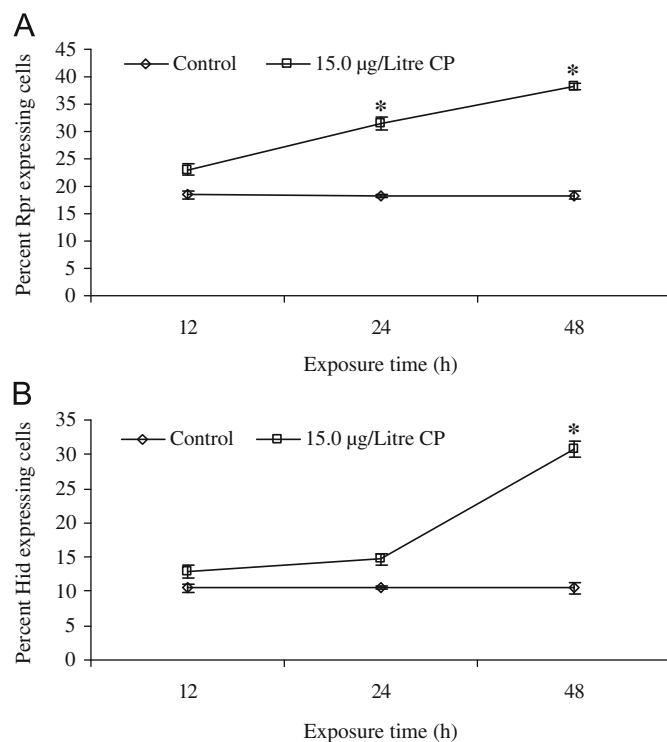 A
45
40
35
30
25
20
15
10
5
0
Percent Rpr expressing cells
Control
15.0 µg/Litre CP
*
*
12 24 48
Exposure time (h)
B
35
30
25
20
15
10
5
0
Percent Hid expressing cells
Control
15.0 µg/Litre CP
*
12 24 48
Exposure time (h)